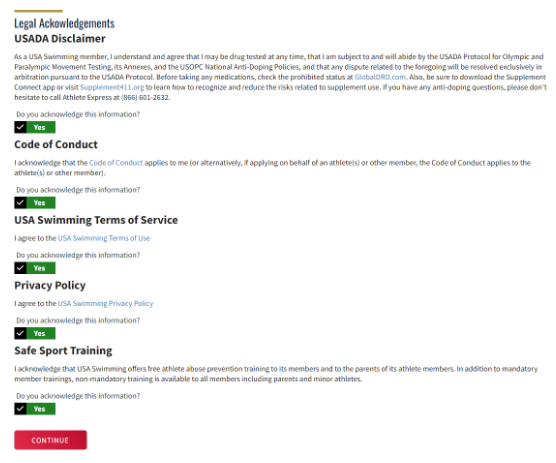 Legal Ackowledgements
USADA Disclaimer
As a USA Swimming member, I understand and agree that I may be drug tested at any time, that I am subject to and will abide by the USADA Protocol for Olympic and
Paralympic Movement Testing, its Annexes, and the USOPC National Anti-Doping Policies, and that any dispute related to the foregoing will be resolved exclusively in
arbitration pursuant to the USADA Protocol. Before taking any medications, check the prohibited status at GlobalDRO.com. Also, be sure to download the Supplement
Connect app or visit Supplement411.org to learn how to recognize and reduce the risks related to supplement use. If you have any anti-doping questions, please don't
hesitate to call Athlete Express at (866) 601-2632.
Do you acknowledge this information?
Yes
Code of Conduct
I acknowledge that the Code of Conduct applies to me (or alternatively, if applying on behalf of an athlete(s) or other member, the Code of Conduct applies to the
athlete(s) or other member).
Do you acknowledge this information?
Yes
USA Swimming Terms of Service
I agree to the USA Swimming Terms of Use
Do you acknowledge this information?
Yes
Privacy Policy
I agree to the USA Swimming Privacy Policy
Do you acknowledge this information?
Yes
Safe Sport Training
I acknowledge that USA Swimming offers free athlete abuse prevention training to its members and to the parents of its athlete members. In addition to mandatory
member trainings, non-mandatory training is available to all members including parents and minor athletes.
Do you acknowledge this information?
Yes
CONTINUE